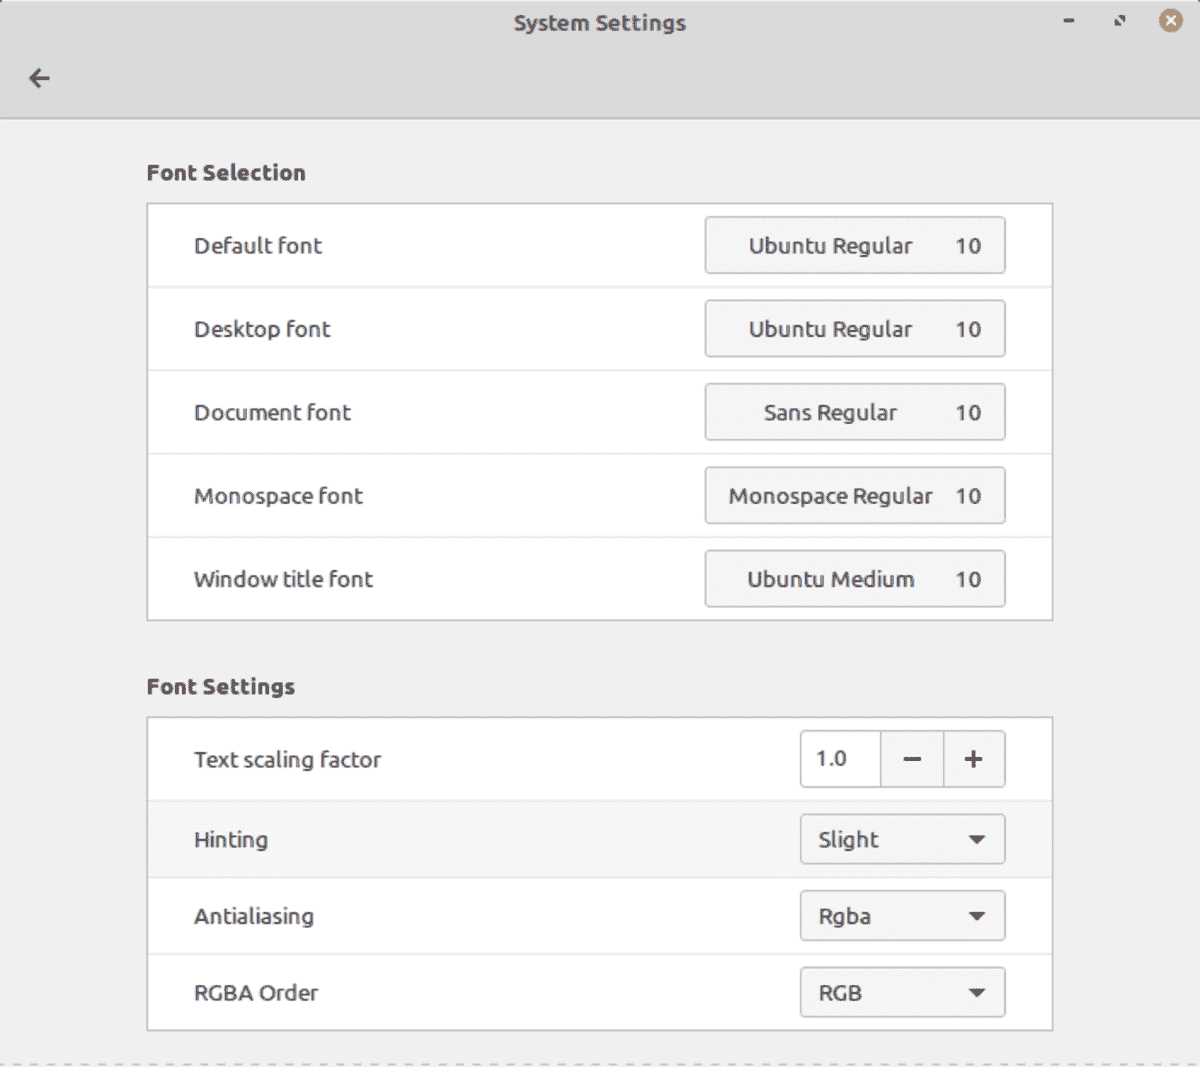 System Settings
Font Selection
Default font Ubuntu Regular 10
Desktop font Ubuntu Regular 10
Document font Sans Regular 10
Monospace font Monospace Regular 10
Window title font Ubuntu Medium 10
Font Settings
Text scaling factor 1.0 − +
Hinting Slight
Antialiasing Rgba
RGBA Order RGB